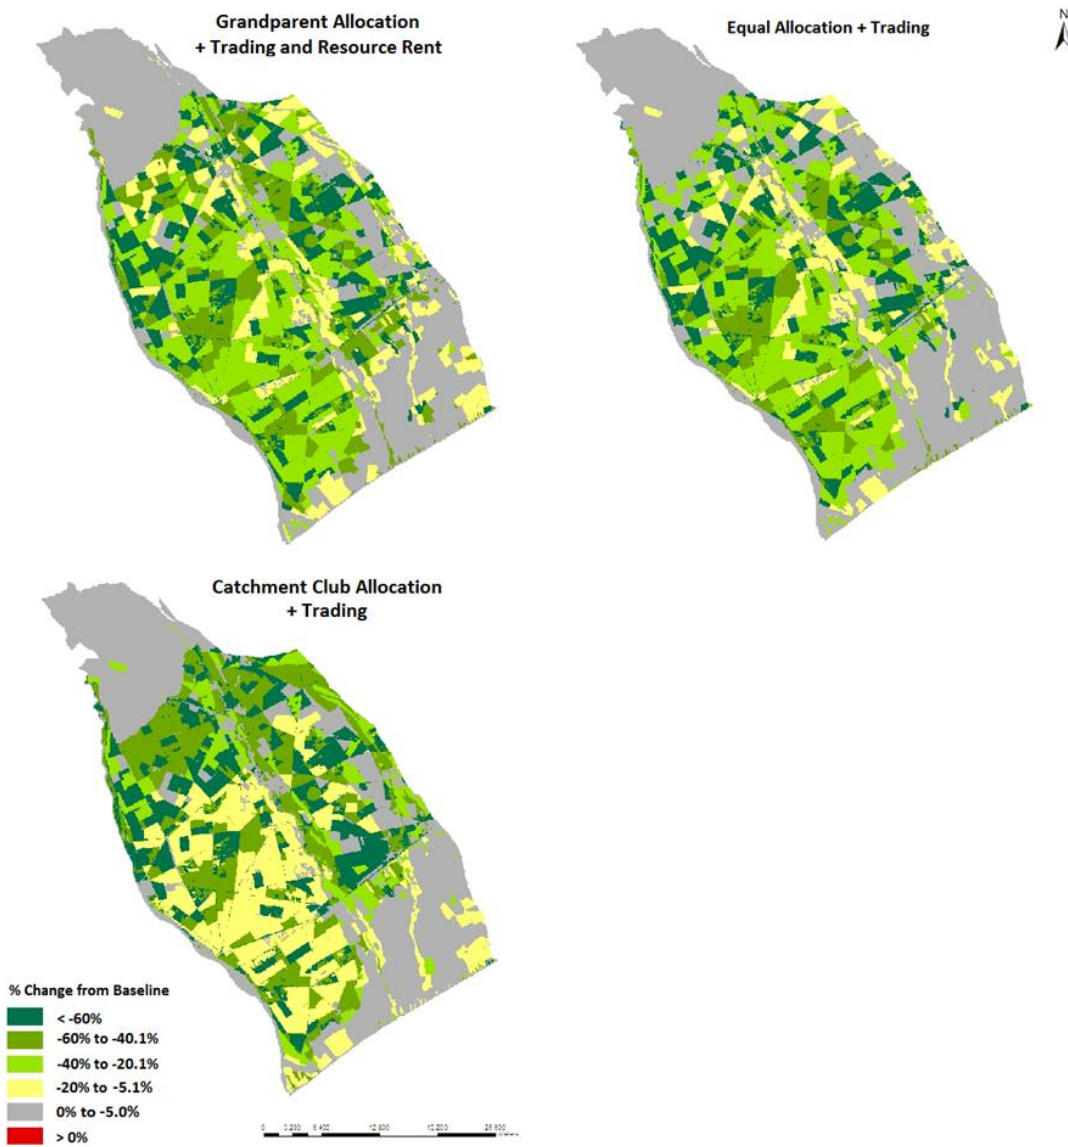 Grandparent Allocation
+ Trading and Resource Rent
Equal Allocation + Trading
N
Catchment Club Allocation
+ Trading
% Change from Baseline
< -60%
-60% to -40.1%
-40% to -20.1%
-20% to -5.1%
0% to -5.0%
> 0%
0